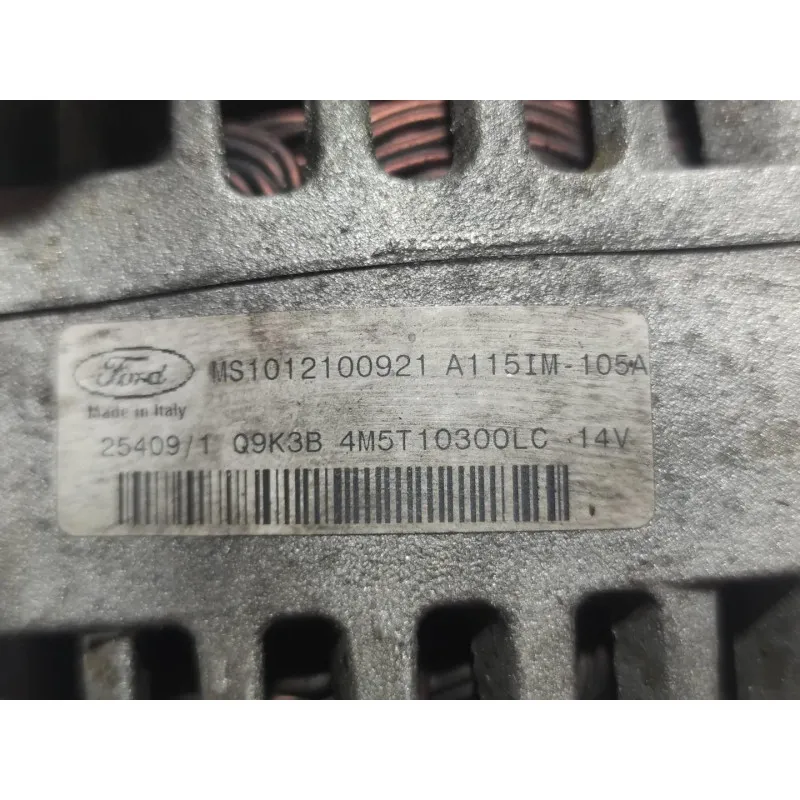 Ford MS1012100921 A115IM-105A
Made in Italy
25409/1 Q9K3B 4M5T10300LC 14V